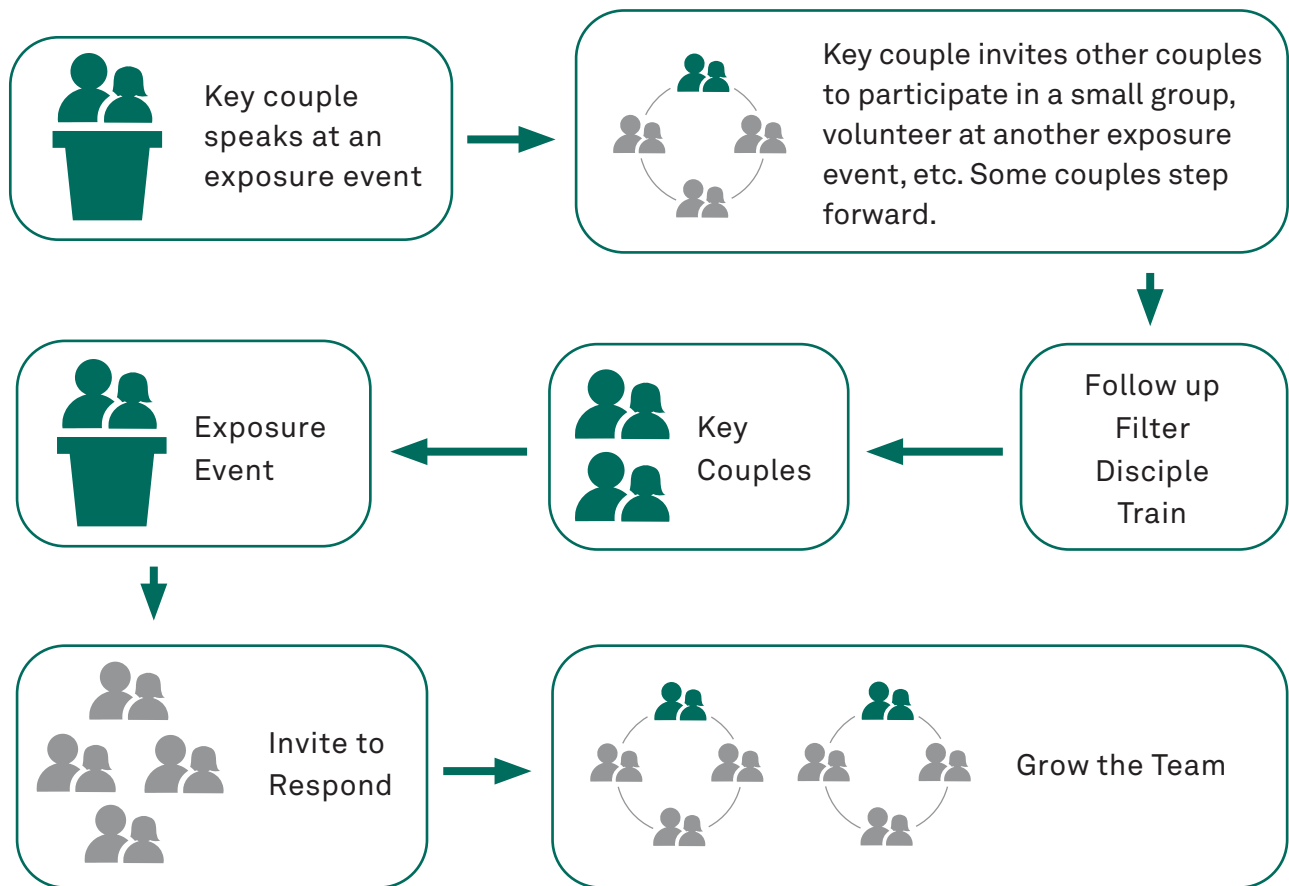 Key couple
speaks at an
exposure event
Key couple invites other couples
to participate in a small group,
volunteer at another exposure
event, etc. Some couples step
forward.
Follow up
Filter
Disciple
Train
Key
Couples
Exposure
Event
Invite to
Respond
Grow the Team